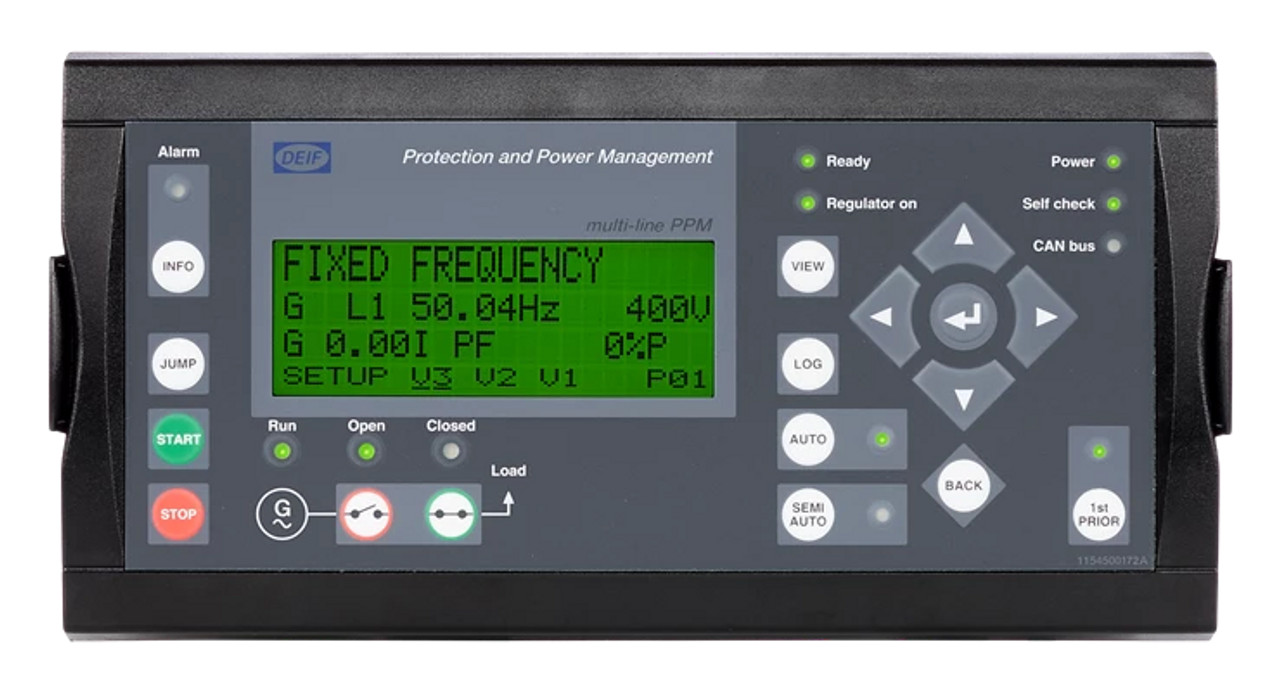 Alarm
DEIF
Protection and Power Management
multi-line PPM
Ready
Power
Regulator on
Self check
CAN bus
INFO
FIXED FREQUENCY
G L1 50.04Hz 400V
G 0.00I PF 0%P
SETUP V3 V2 V1 P01
VIEW
JUMP
LOG
START
Run
Open
Closed
AUTO
Load
BACK
STOP
G
SEMI
AUTO
1st
PRIOR
1154500172A